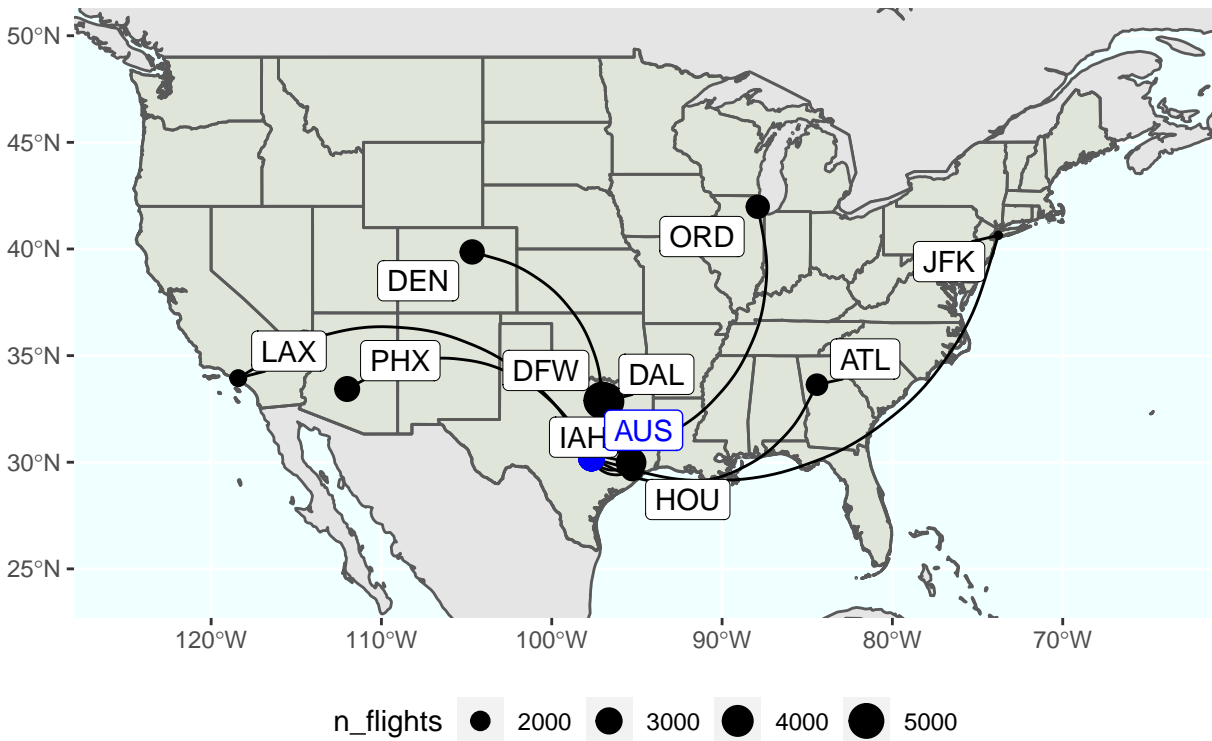 50°N
45°N
40°N
35°N
30°N
25°N
ORD
JFK
DEN
LAX
PHX
DFW
DAL
ATL
IAH
AUS
HOU
120°W 110°W 100°W 90°W 80°W 70°W
n_flights 2000 3000 4000 5000